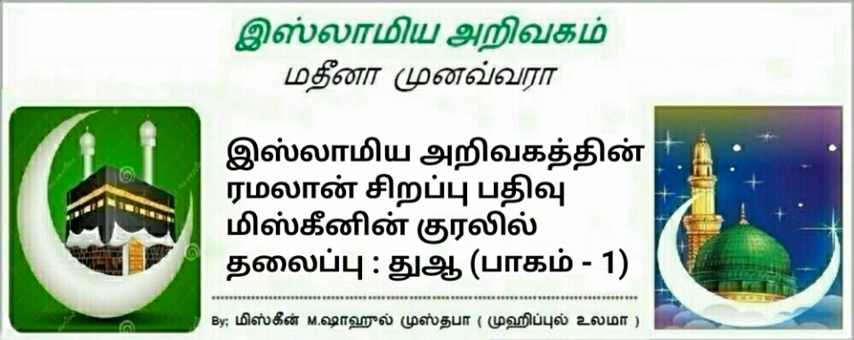 இஸ்லாமிய அறிவகம்
மதீனா முனவ்வரா
இஸ்லாமிய அறிவகத்தின்
ரமலான் சிறப்பு பதிவு
மிஸ்கீனின் குரலில்
தலைப்பு : துஆ (பாகம் - 1)
By; மிஸ்கீன் M.ஷாஹுல் முஸ்தபா ( முஹிப்புல் உலமா )